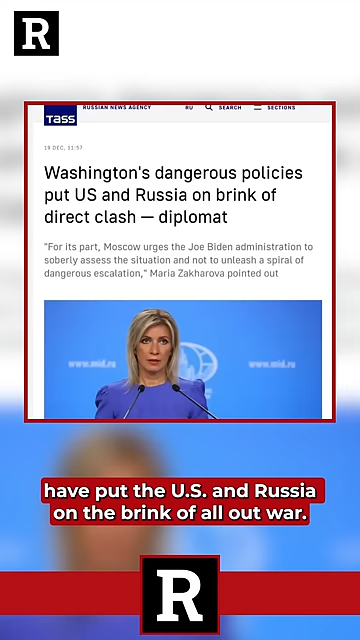 R
TASS
RUSSIAN NEWS AGENCY
RU
SEARCH
SECTIONS
19 DEC, 11:57
Washington's dangerous policies
put US and Russia on brink of
direct clash — diplomat
"For its part, Moscow urges the Joe Biden administration to
soberly assess the situation and not to unleash a spiral of
dangerous escalation," Maria Zakharova pointed out
www.mid.ru
www.mid.ru
have put the U.S. and Russia
on the brink of all out war.
R